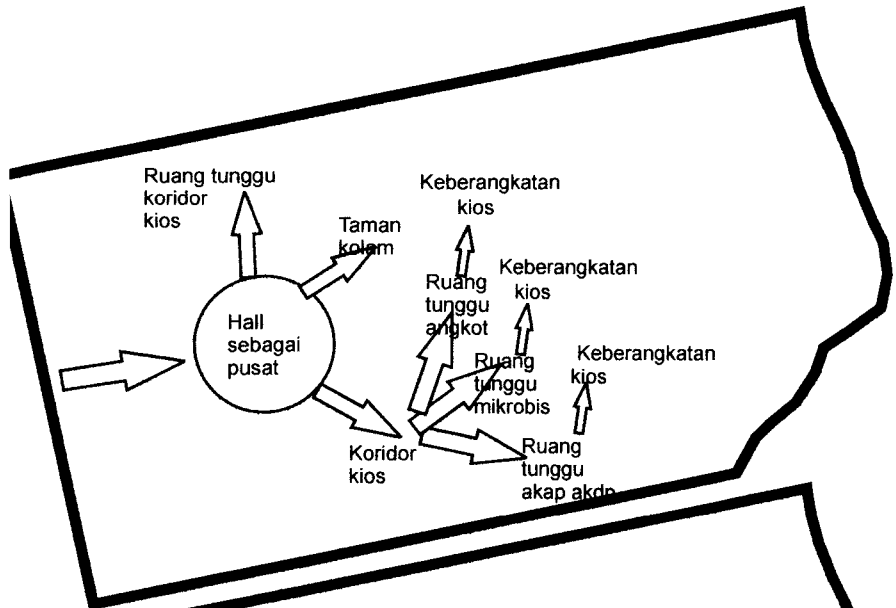 Ruang tunggu
koridor
kios
Taman
kolam
Keberangkatan
kios
Hall
sebagai
pusat
Ruang
tunggu
angkot
Keberangkatan
kios
Ruang
tunggu
mikrobis
Keberangkatan
kios
Koridor
kios
Ruang
tunggu
akap akdp